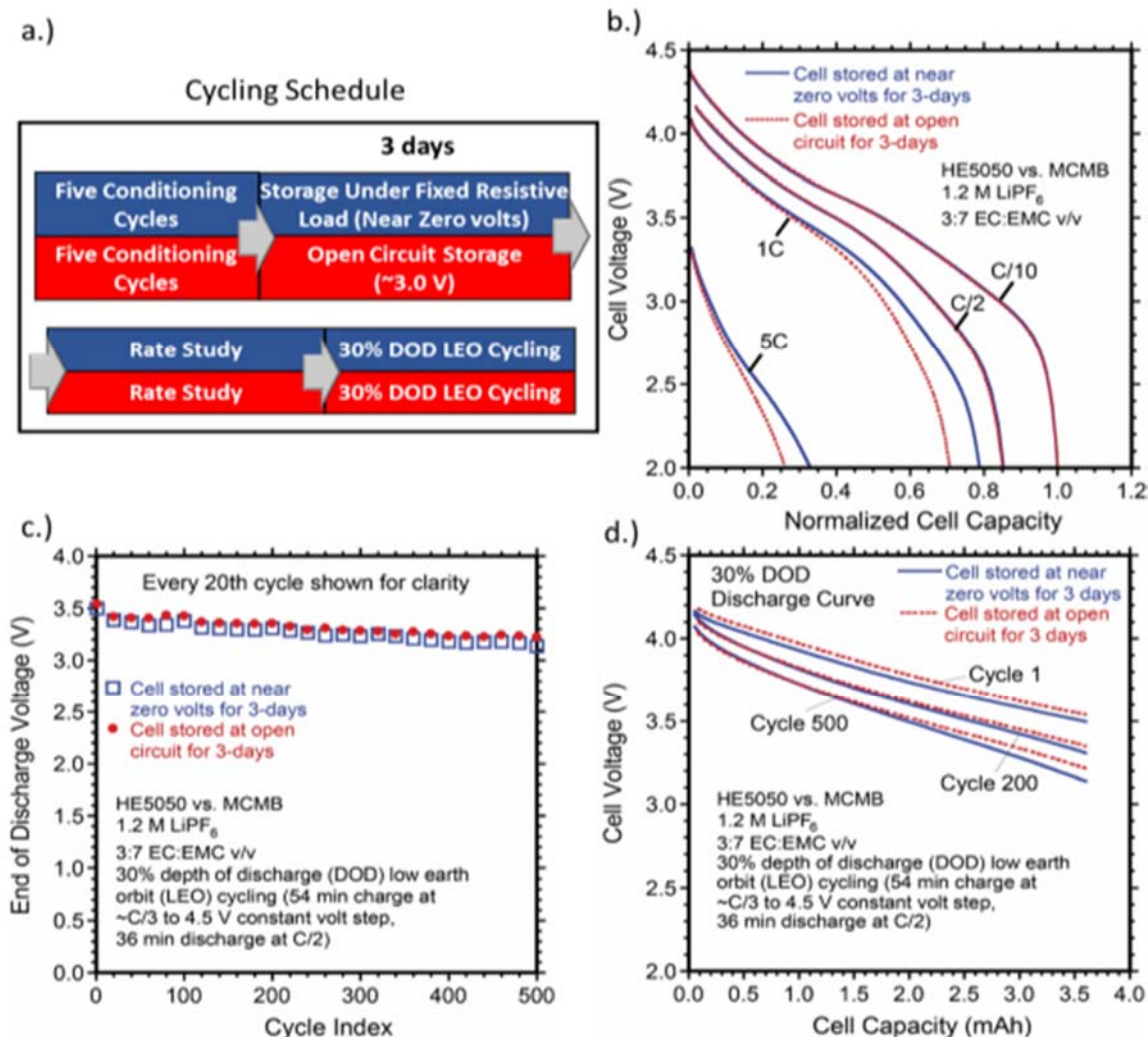 a.)
Cycling Schedule
3 days
Five Conditioning
Cycles
Storage Under Fixed Resistive
Load (Near Zero volts)
Five Conditioning
Cycles
Open Circuit Storage
(~3.0 V)
Rate Study
30% DOD LEO Cycling
Rate Study
30% DOD LEO Cycling
b.)
4.5
4.0
3.5
3.0
2.5
2.0
Cell Voltage (V)
Cell stored at near
zero volts for 3-days
Cell stored at open
circuit for 3-days
HE5050 vs. MCMB
1.2 M LiPF6
3:7 EC:EMC v/v
1C
C/10
C/2
5C
0.0 0.2 0.4 0.6 0.8 1.0 1.2
Normalized Cell Capacity
c.)
4.0
3.5
3.0
2.5
2.0
1.5
1.0
0.5
0.0
End of Discharge Voltage (V)
Every 20th cycle shown for clarity
Cell stored at near
zero volts for 3-days
Cell stored at open
circuit for 3-days
HE5050 vs. MCMB
1.2 M LiPF6
3:7 EC:EMC v/v
30% depth of discharge (DOD) low earth
orbit (LEO) cycling (54 min charge at
~C/3 to 4.5 V constant volt step,
36 min discharge at C/2)
0 100 200 300 400 500
Cycle Index
d.)
4.5
4.0
3.5
3.0
2.5
2.0
Cell Voltage (V)
30% DOD
Discharge Curve
Cell stored at near
zero volts for 3 days
Cell stored at open
circuit for 3 days
Cycle 1
Cycle 500
Cycle 200
HE5050 vs. MCMB
1.2 M LiPF6
3:7 EC:EMC v/v
30% depth of discharge (DOD) low earth
orbit (LEO) cycling (54 min charge at
~C/3 to 4.5 V constant volt step,
36 min discharge at C/2)
0.0 0.5 1.0 1.5 2.0 2.5 3.0 3.5 4.0
Cell Capacity (mAh)